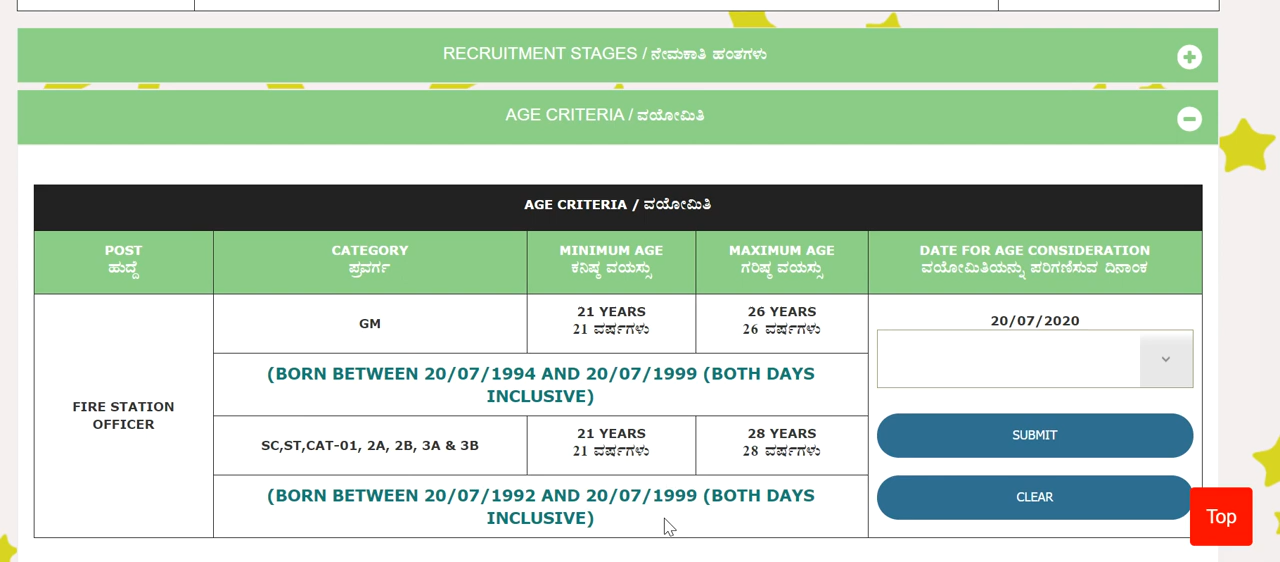 RECRUITMENT STAGES / ನೇಮಕಾತಿ ಹಂತಗಳು
AGE CRITERIA / ವಯೋಮಿತಿ
AGE CRITERIA / ವಯೋಮಿತಿ
POST
ಹುದ್ದೆ
CATEGORY
ಪ್ರವರ್ಗ
MINIMUM AGE
ಕನಿಷ್ಠ ವಯಸ್ಸು
MAXIMUM AGE
ಗರಿಷ್ಠ ವಯಸ್ಸು
DATE FOR AGE CONSIDERATION
ವಯೋಮಿತಿಯನ್ನು ಪರಿಗಣಿಸುವ ದಿನಾಂಕ
FIRE STATION
OFFICER
GM
21 YEARS
21 ವರ್ಷಗಳು
26 YEARS
26 ವರ್ಷಗಳು
(BORN BETWEEN 20/07/1994 AND 20/07/1999 (BOTH DAYS
INCLUSIVE)
SC,ST,CAT-01, 2A, 2B, 3A & 3B
21 YEARS
21 ವರ್ಷಗಳು
28 YEARS
28 ವರ್ಷಗಳು
(BORN BETWEEN 20/07/1992 AND 20/07/1999 (BOTH DAYS
INCLUSIVE)
20/07/2020
SUBMIT
CLEAR
Top